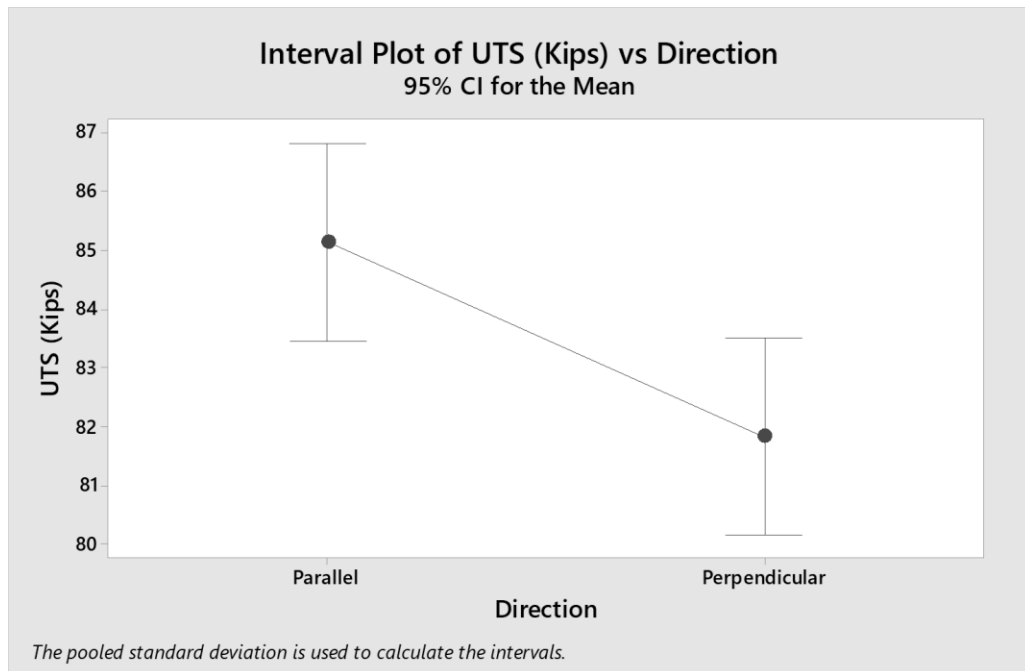 Interval Plot of UTS (Kips) vs Direction
95% CI for the Mean
87
86
85
84
83
82
81
80
UTS (Kips)
Parallel
Perpendicular
Direction
The pooled standard deviation is used to calculate the intervals.